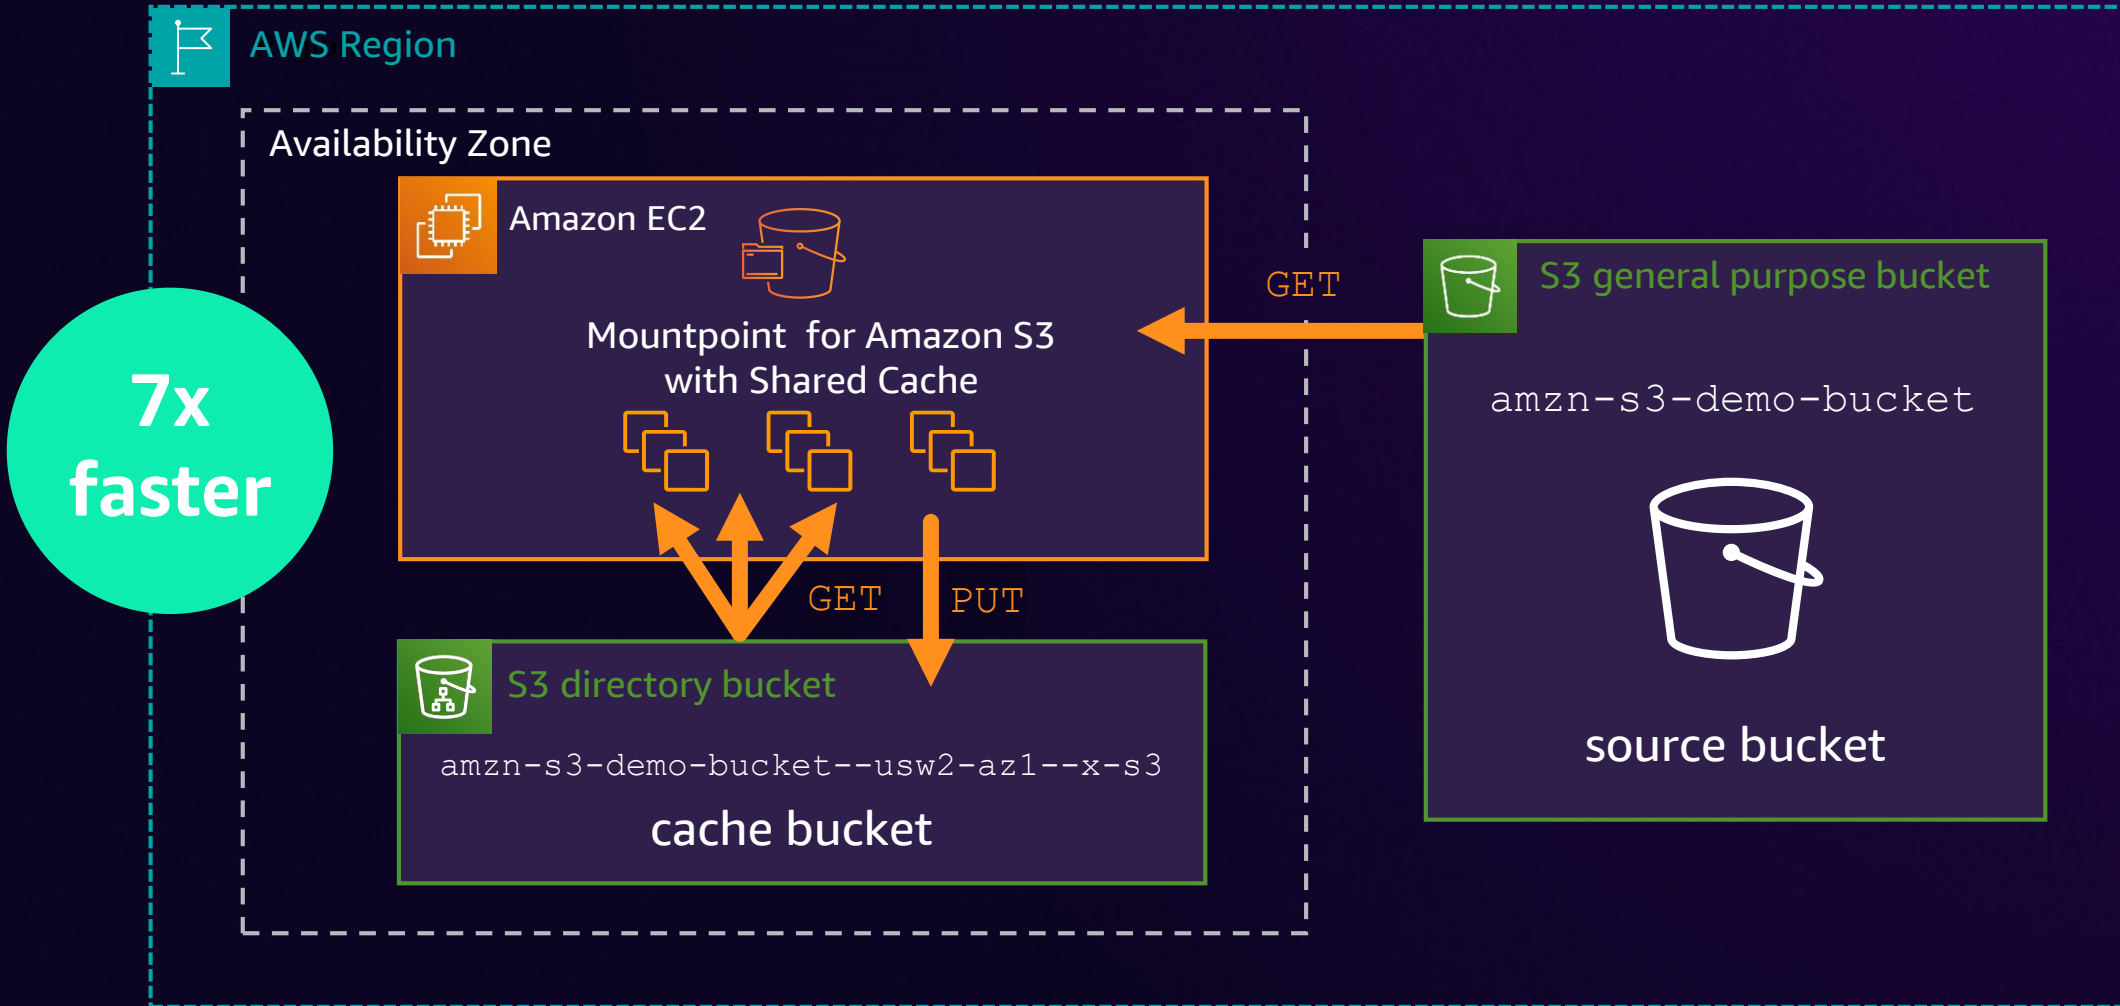 AWS Region
Availability Zone
Amazon EC2
Mountpoint for Amazon S3
with Shared Cache
GET
S3 general purpose bucket
amzn-s3-demo-bucket
source bucket
7x
faster
GET
PUT
S3 directory bucket
amzn-s3-demo-bucket--usw2-az1--x-s3
cache bucket